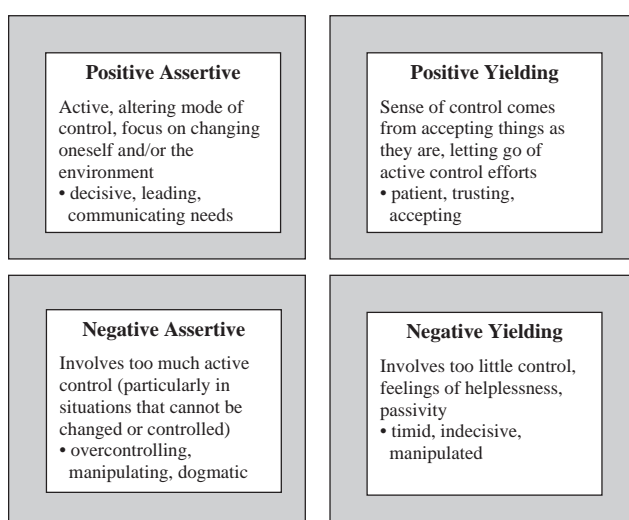 Positive Assertive
Active, altering mode of
control, focus on changing
oneself and/or the
environment
• decisive, leading,
communicating needs
Positive Yielding
Sense of control comes
from accepting things as
they are, letting go of
active control efforts
• patient, trusting,
accepting
Negative Assertive
Involves too much active
control (particularly in
situations that cannot be
changed or controlled)
• overcontrolling,
manipulating, dogmatic
Negative Yielding
Involves too little control,
feelings of helplessness,
passivity
• timid, indecisive,
manipulated